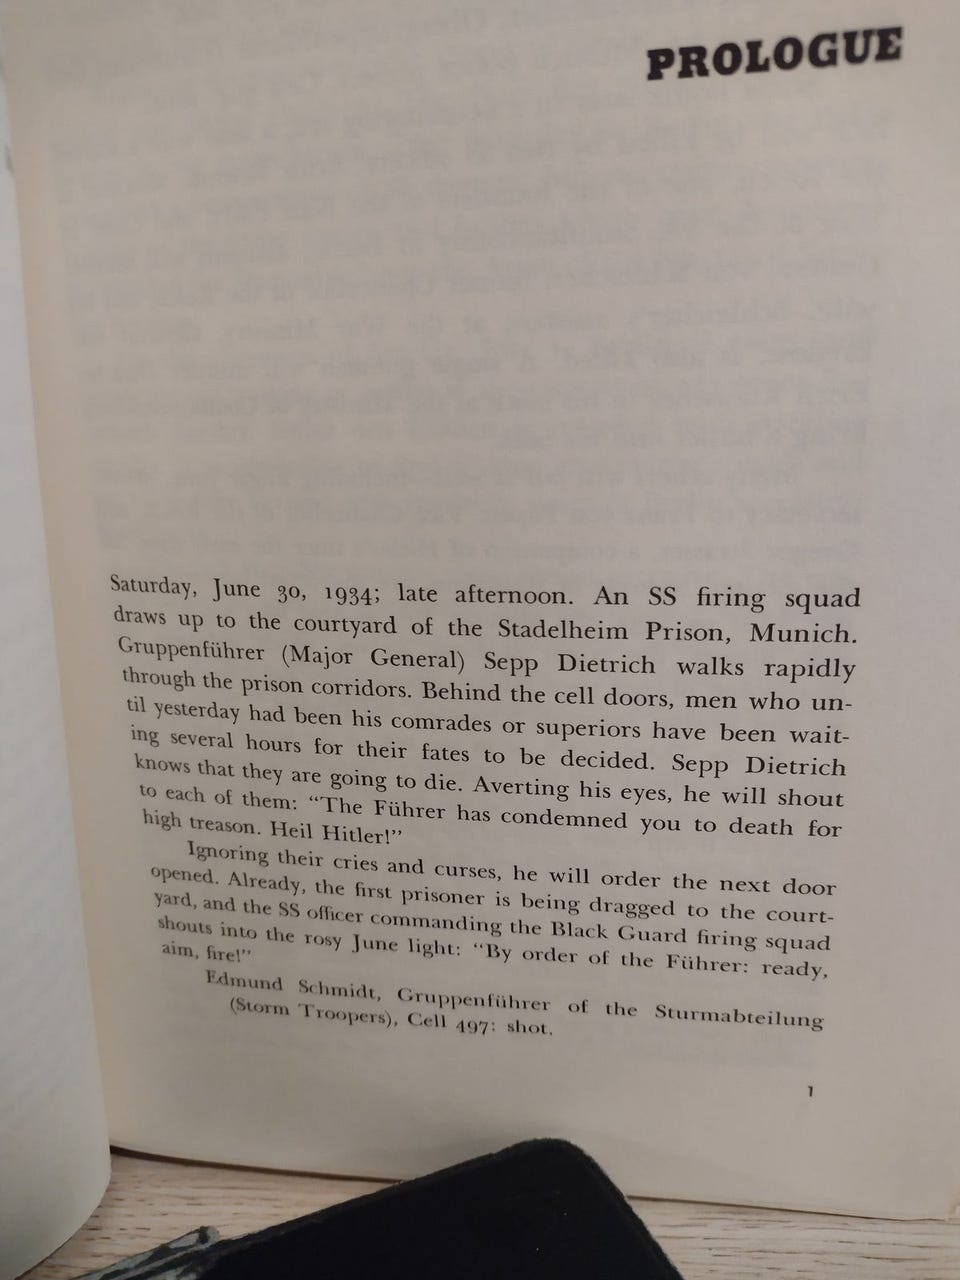 PROLOGUE
Saturday, June 30, 1934; late afternoon. An SS firing squad
draws up to the courtyard of the Stadelheim Prison, Munich.
Gruppenführer (Major General) Sepp Dietrich walks rapidly
through the prison corridors. Behind the cell doors, men who un-
til yesterday had been his comrades or superiors have been wait-
ing several hours for their fates to be decided. Sepp Dietrich
knows that they are going to die. Averting his eyes, he will shout
to each of them: “The Führer has condemned you to death for
high treason. Heil Hitler!”
Ignoring their cries and curses, he will order the next door
opened. Already, the first prisoner is being dragged to the court-
yard, and the SS officer commanding the Black Guard firing squad
shouts into the rosy June light: “By order of the Führer: ready,
aim, fire!”
Edmund Schmidt, Gruppenführer of the Sturmabteilung
(Storm Troopers), Cell 497: shot.
1